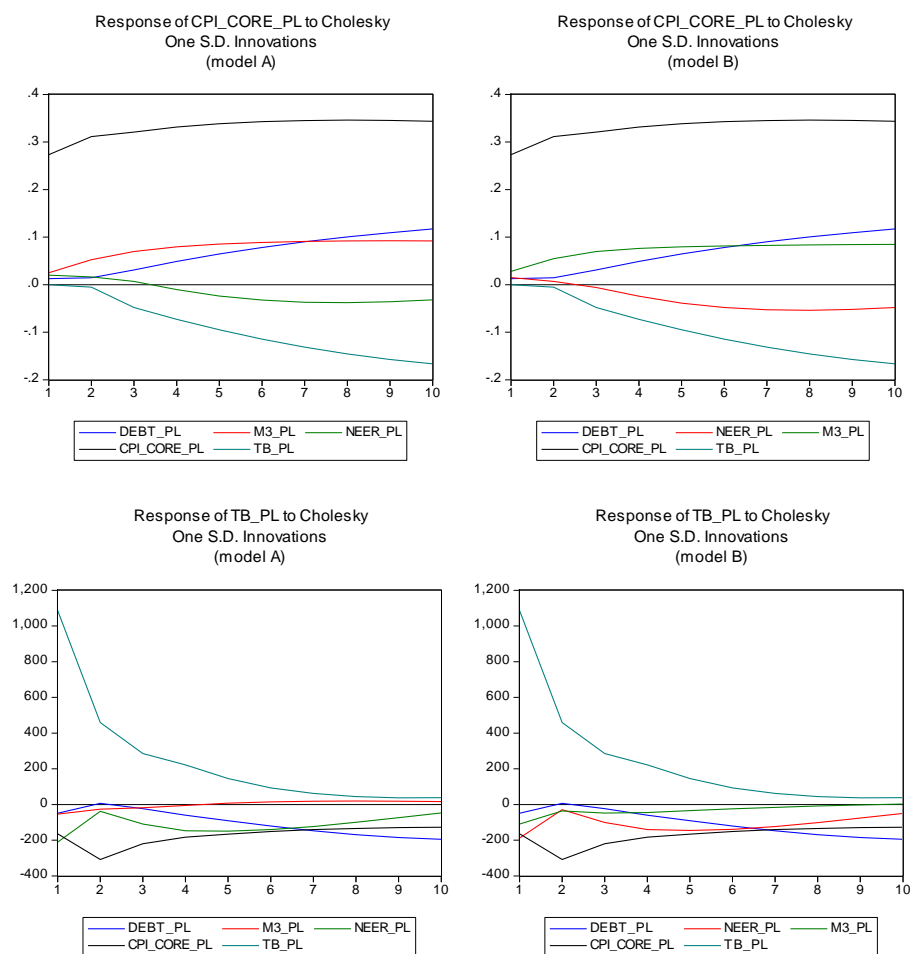 Response of CPI_CORE_PL to Cholesky
One S.D. Innovations
(model A)
.4
.3
.2
.1
.0
-.1
-.2
1 2 3 4 5 6 7 8 9 10
DEBT_PL M3_PL NEER_PL
CPI_CORE_PL TB_PL
Response of CPI_CORE_PL to Cholesky
One S.D. Innovations
(model B)
.4
.3
.2
.1
.0
-.1
-.2
1 2 3 4 5 6 7 8 9 10
DEBT_PL NEER_PL M3_PL
CPI_CORE_PL TB_PL
Response of TB_PL to Cholesky
One S.D. Innovations
(model A)
1,200
1,000
800
600
400
200
0
-200
-400
1 2 3 4 5 6 7 8 9 10
DEBT_PL M3_PL NEER_PL
CPI_CORE_PL TB_PL
Response of TB_PL to Cholesky
One S.D. Innovations
(model B)
1,200
1,000
800
600
400
200
0
-200
-400
1 2 3 4 5 6 7 8 9 10
DEBT_PL NEER_PL M3_PL
CPI_CORE_PL TB_PL